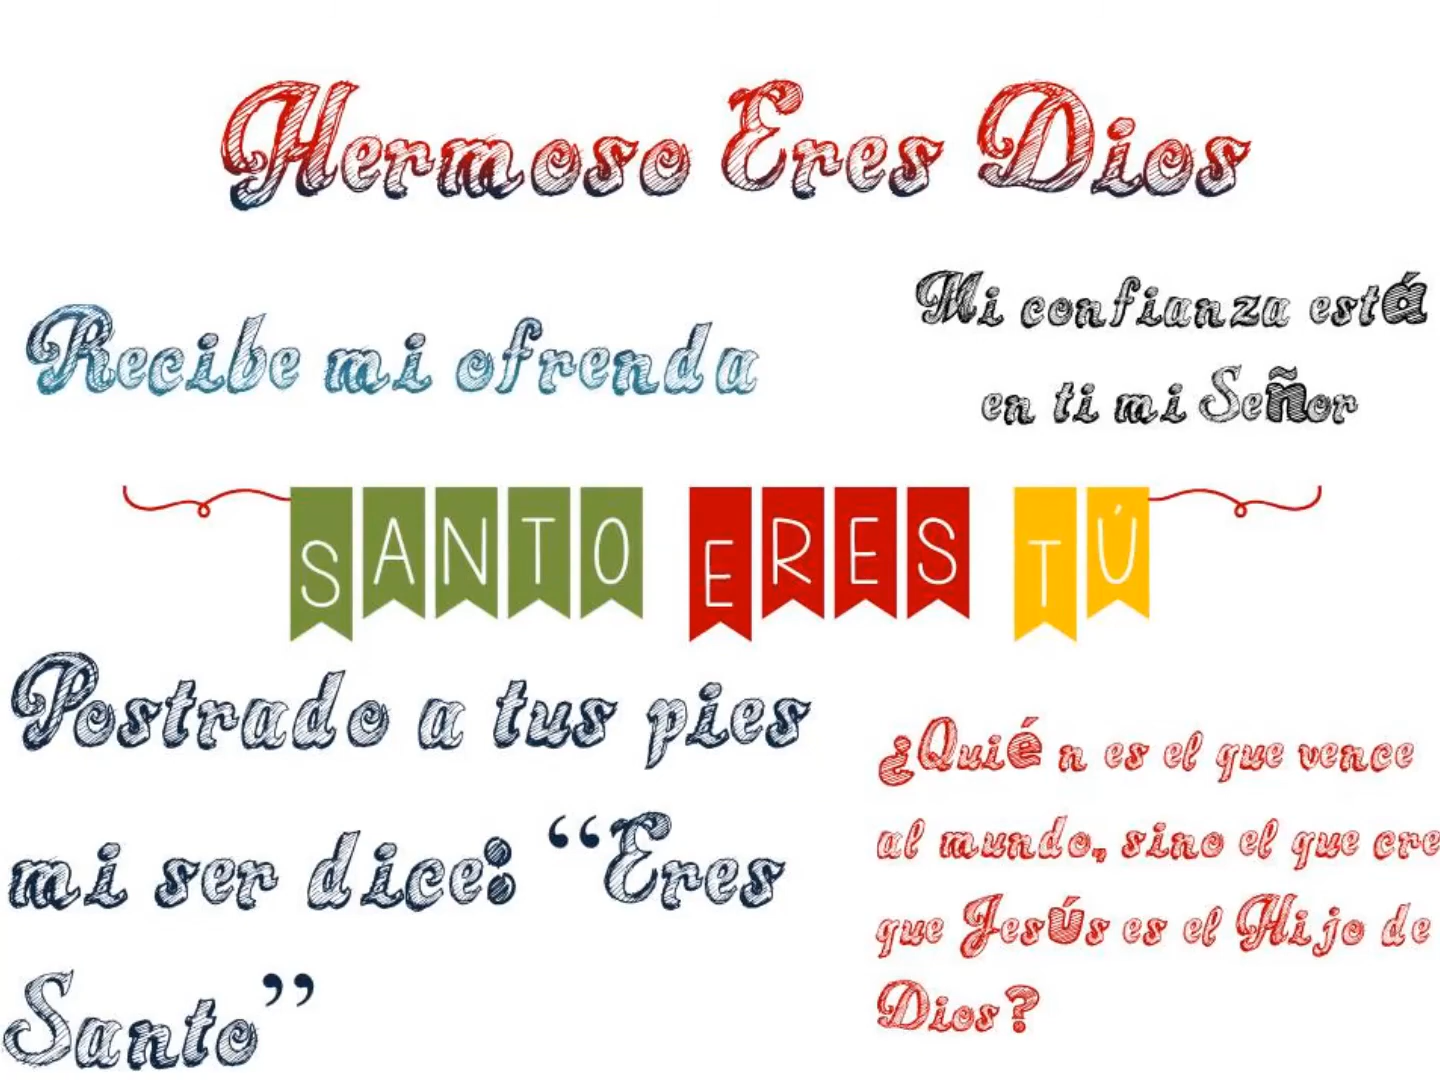 Hermoso Eres Dios
Recibe mi ofrenda
Mi confianza está
en ti mi Señor
SANTO ERES TÚ
Postrado a tus pies
mi ser dice: “Eres
Santo”
¿Quién es el que vence
al mundo, sino el que cre
que Jesús es el Hijo de
Dios?